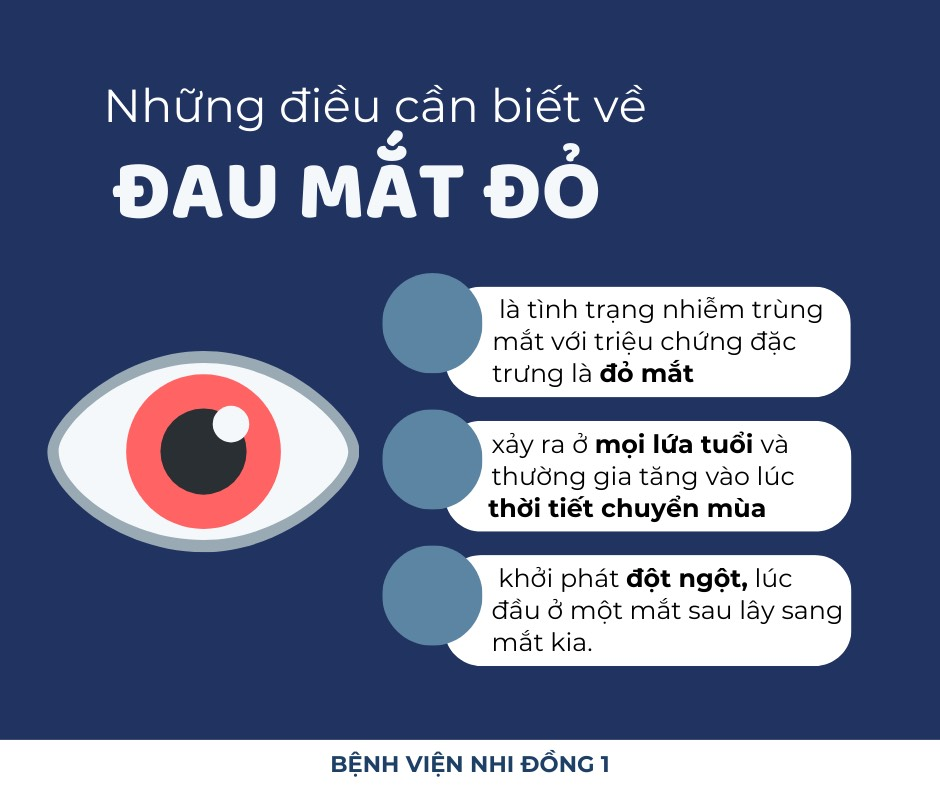 Những điều cần biết về
ĐAU MẮT ĐỎ
là tình trạng nhiễm trùng
mắt với triệu chứng đặc
trưng là đỏ mắt
xảy ra ở mọi lứa tuổi và
thường gia tăng vào lúc
thời tiết chuyển mùa
khởi phát đột ngột, lúc
đầu ở một mắt sau lây sang
mắt kia.
BỆNH VIỆN NHI ĐỒNG 1